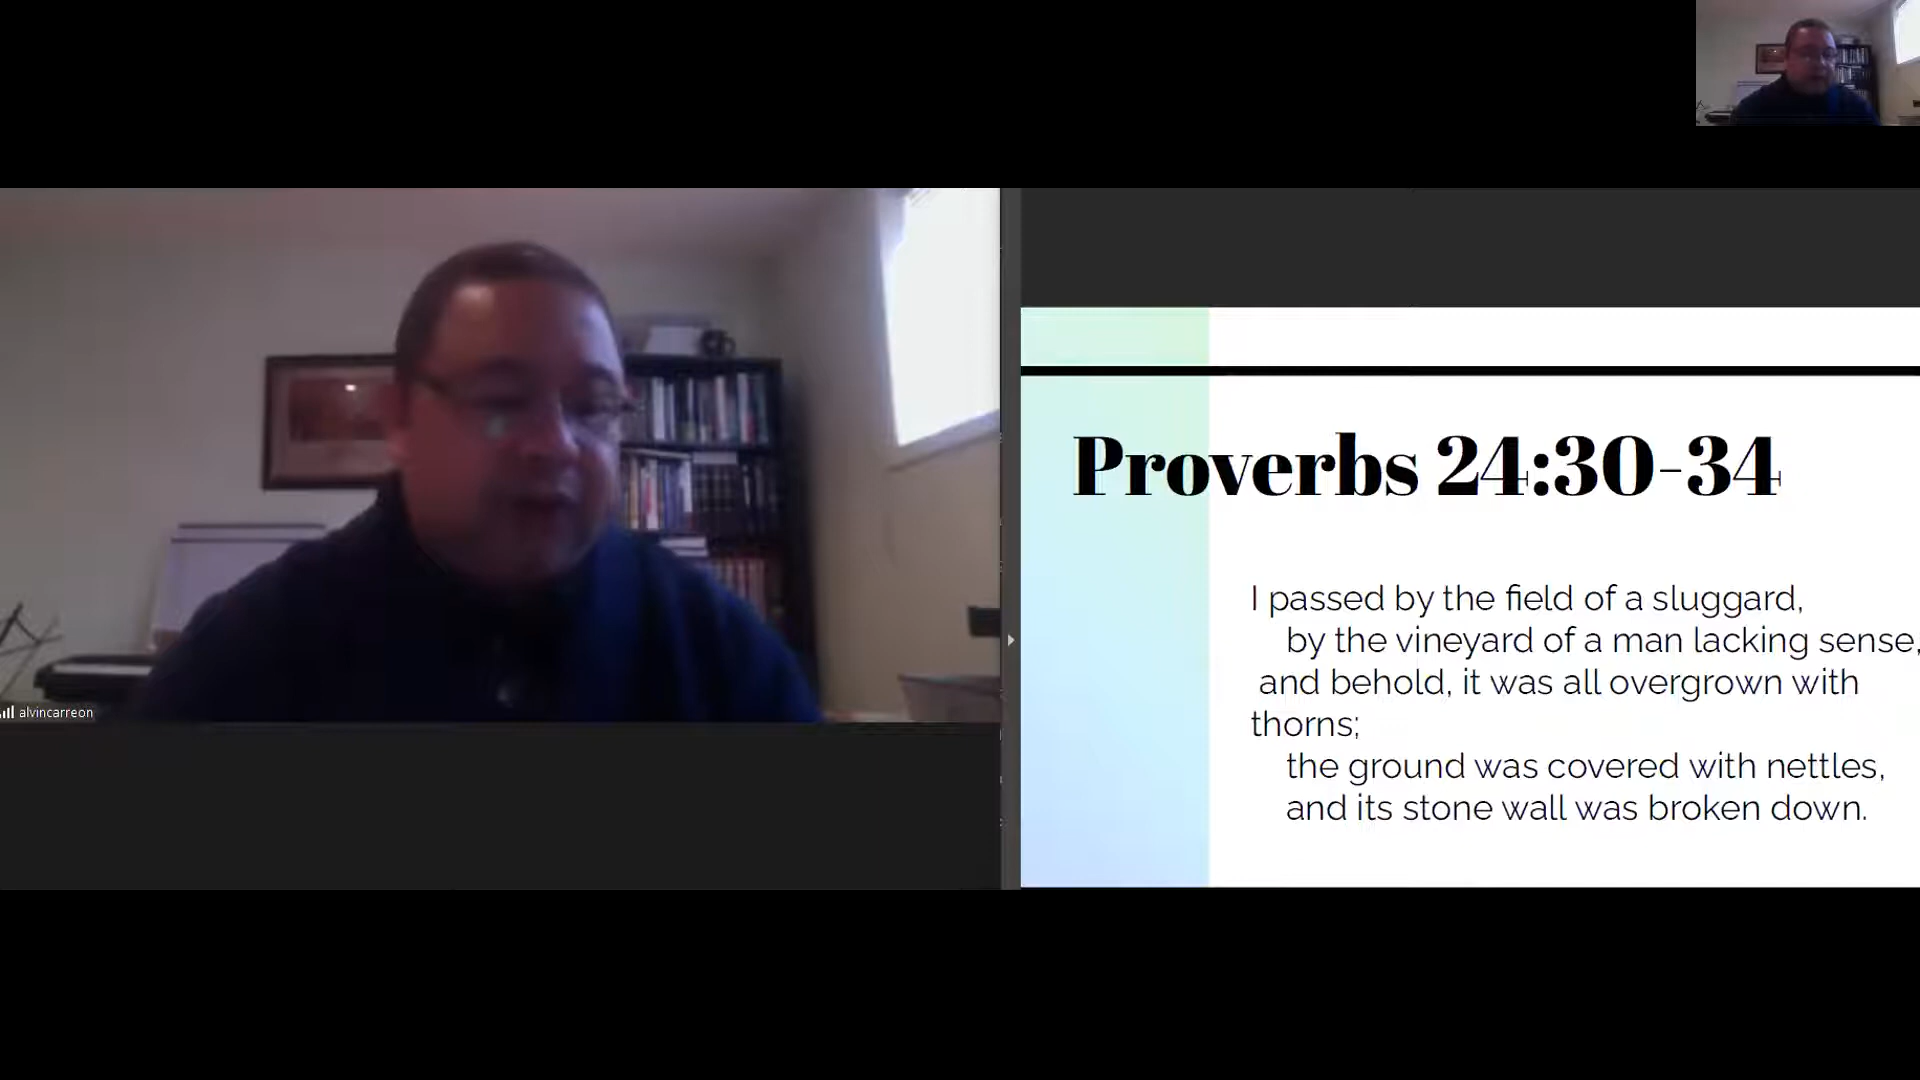 alvincarreon
Proverbs 24:30-34
I passed by the field of a sluggard,
by the vineyard of a man lacking sense,
and behold, it was all overgrown with
thorns;
the ground was covered with nettles,
and its stone wall was broken down.